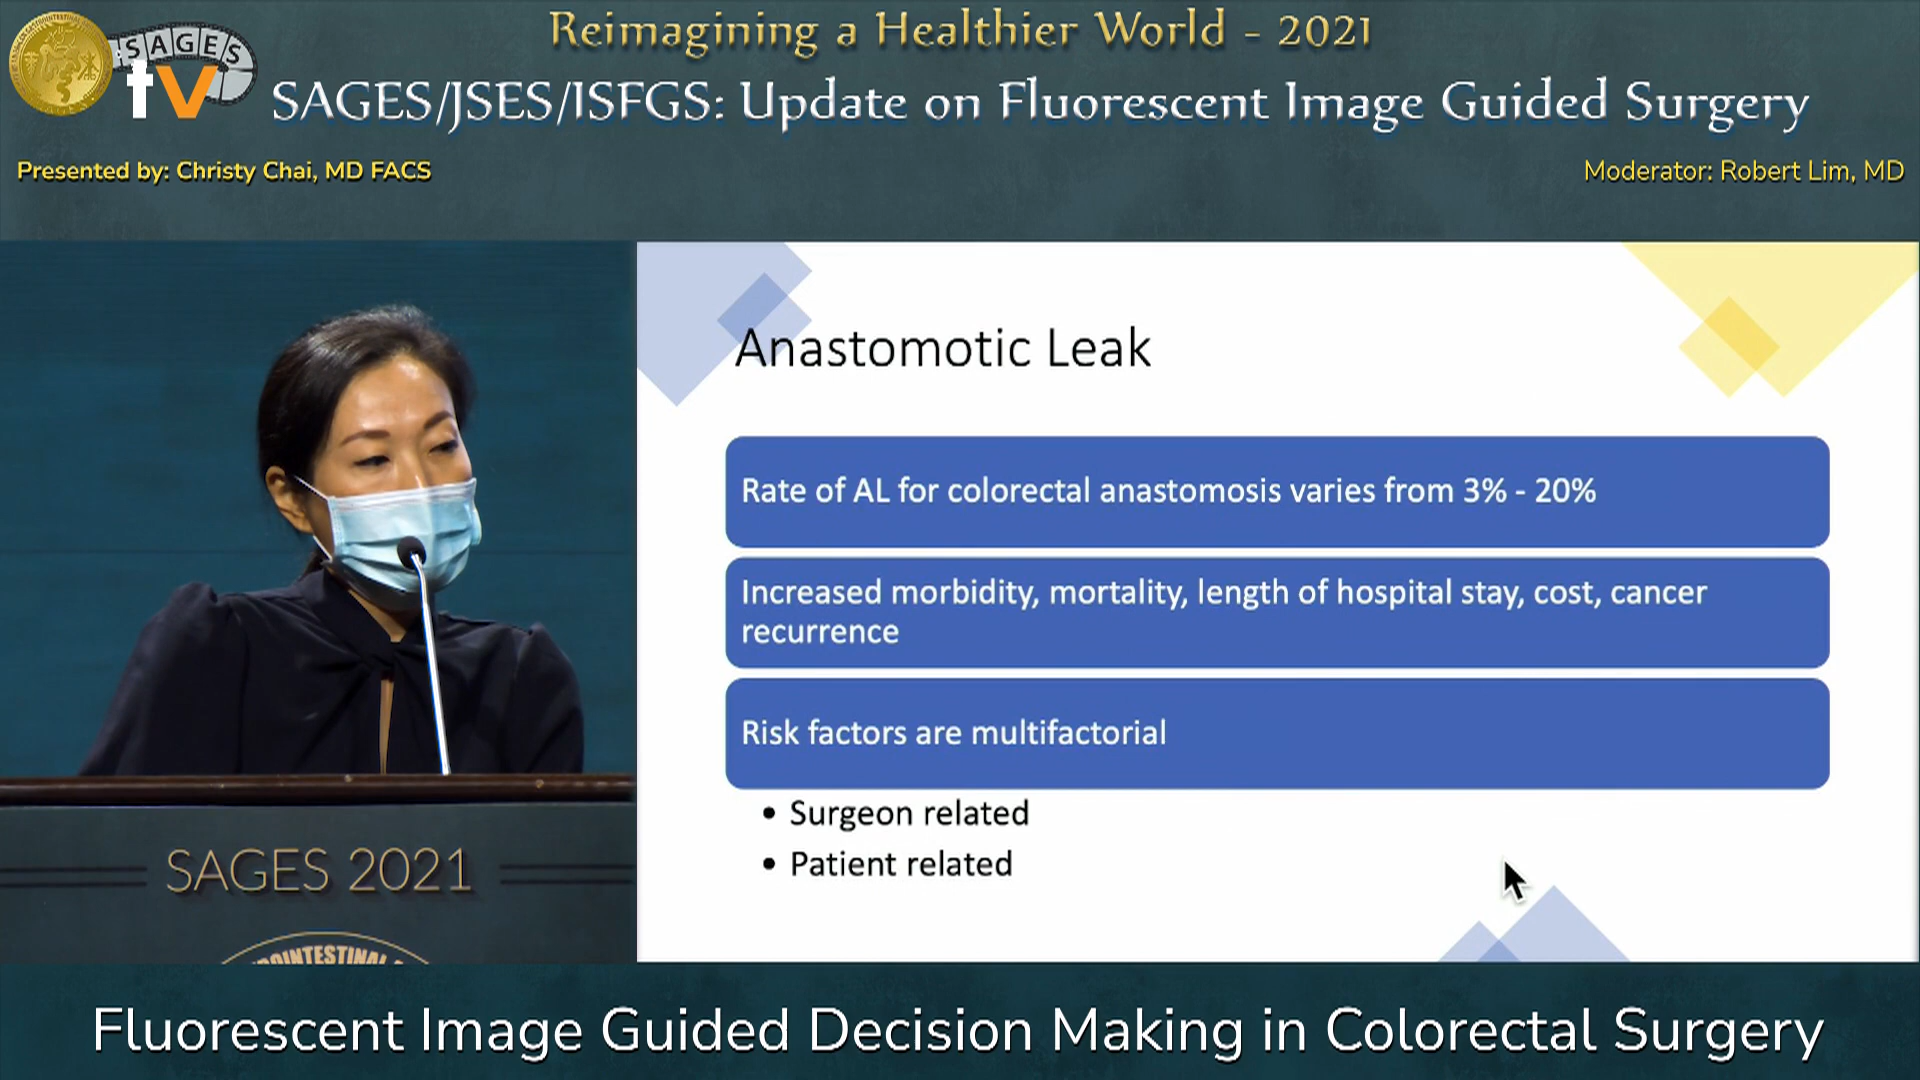 Reimagining a Healthier World - 2021
SAGES
tv
SAGES/JSES/ISFGS: Update on Fluorescent Image Guided Surgery
Presented by: Christy Chai, MD FACS
Moderator: Robert Lim, MD
Anastomotic Leak
Rate of AL for colorectal anastomosis varies from 3% - 20%
Increased morbidity, mortality, length of hospital stay, cost, cancer
recurrence
Risk factors are multifactorial
• Surgeon related
• Patient related
SAGES 2021
Fluorescent Image Guided Decision Making in Colorectal Surgery